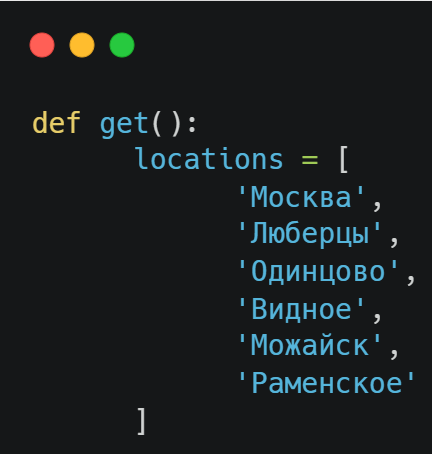 def get():
    locations = [
        'Москва',
        'Люберцы',
        'Одинцово',
        'Видное',
        'Можайск',
        'Раменское'
    ]